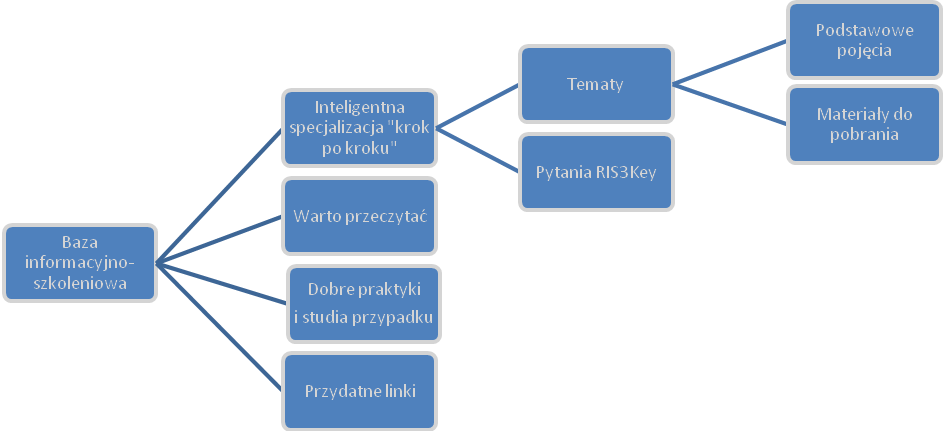 Baza
informacyjno-
szkoleniowa
Inteligentna
specjalizacja "krok
po kroku"
Warto przeczytać
Dobre praktyki
i studia przypadku
Przydatne linki
Tematy
Pytania RIS3Key
Podstawowe
pojęcia
Materiały do
pobrania